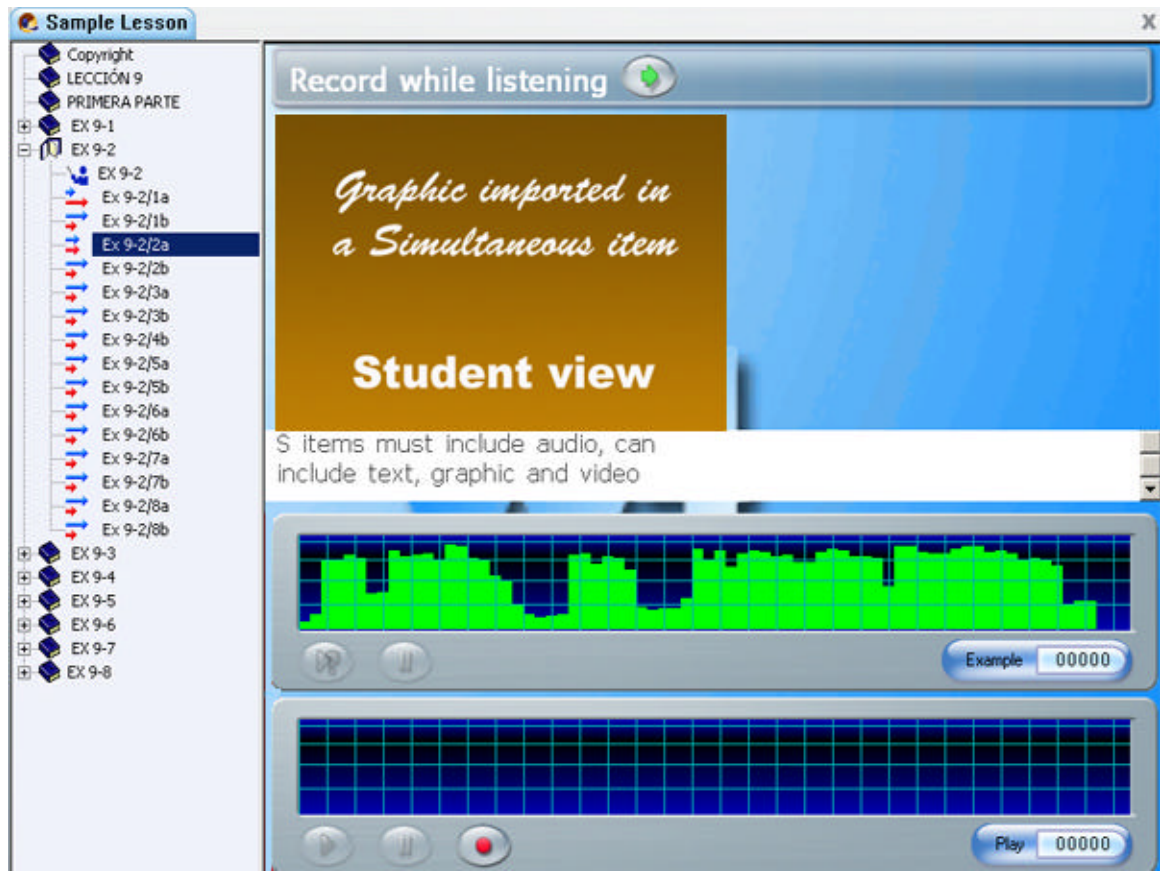 Sample Lesson
X
Copyright
LECCIÓN 9
PRIMERA PARTE
EX 9-1
EX 9-2
EX 9-2
Ex 9-2/1a
Ex 9-2/1b
Ex 9-2/2a
Ex 9-2/2b
Ex 9-2/3a
Ex 9-2/3b
Ex 9-2/4b
Ex 9-2/5a
Ex 9-2/5b
Ex 9-2/6a
Ex 9-2/6b
Ex 9-2/7a
Ex 9-2/7b
Ex 9-2/8a
Ex 9-2/8b
EX 9-3
EX 9-4
EX 9-5
EX 9-6
EX 9-7
EX 9-8
Record while listening
Graphic imported in
a Simultaneous item
Student view
S items must include audio, can
include text, graphic and video
Example 00000
Play 00000